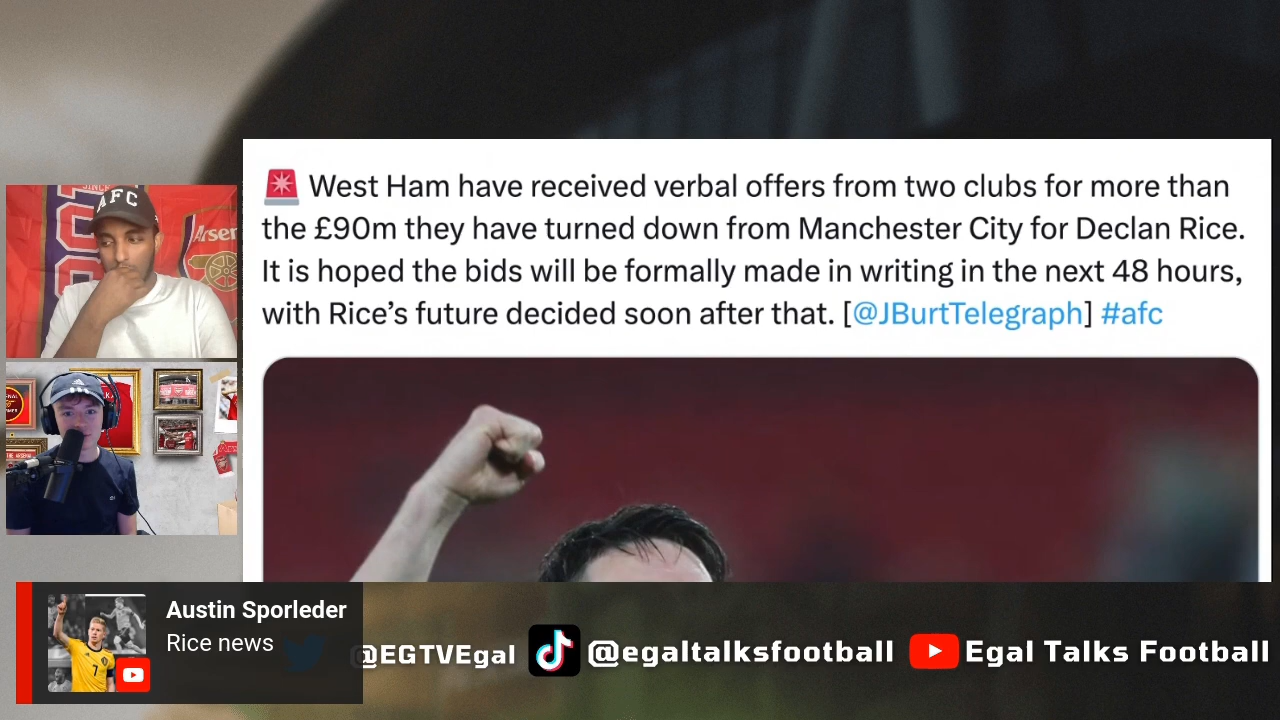 🚨 West Ham have received verbal offers from two clubs for more than
the £90m they have turned down from Manchester City for Declan Rice.
It is hoped the bids will be formally made in writing in the next 48 hours,
with Rice’s future decided soon after that. [@JBurtTelegraph] #afc
AFC
Arsen
Austin Sporleder
Rice news
7
@EGTVEgal
@egaltalksfootball
Egal Talks Football